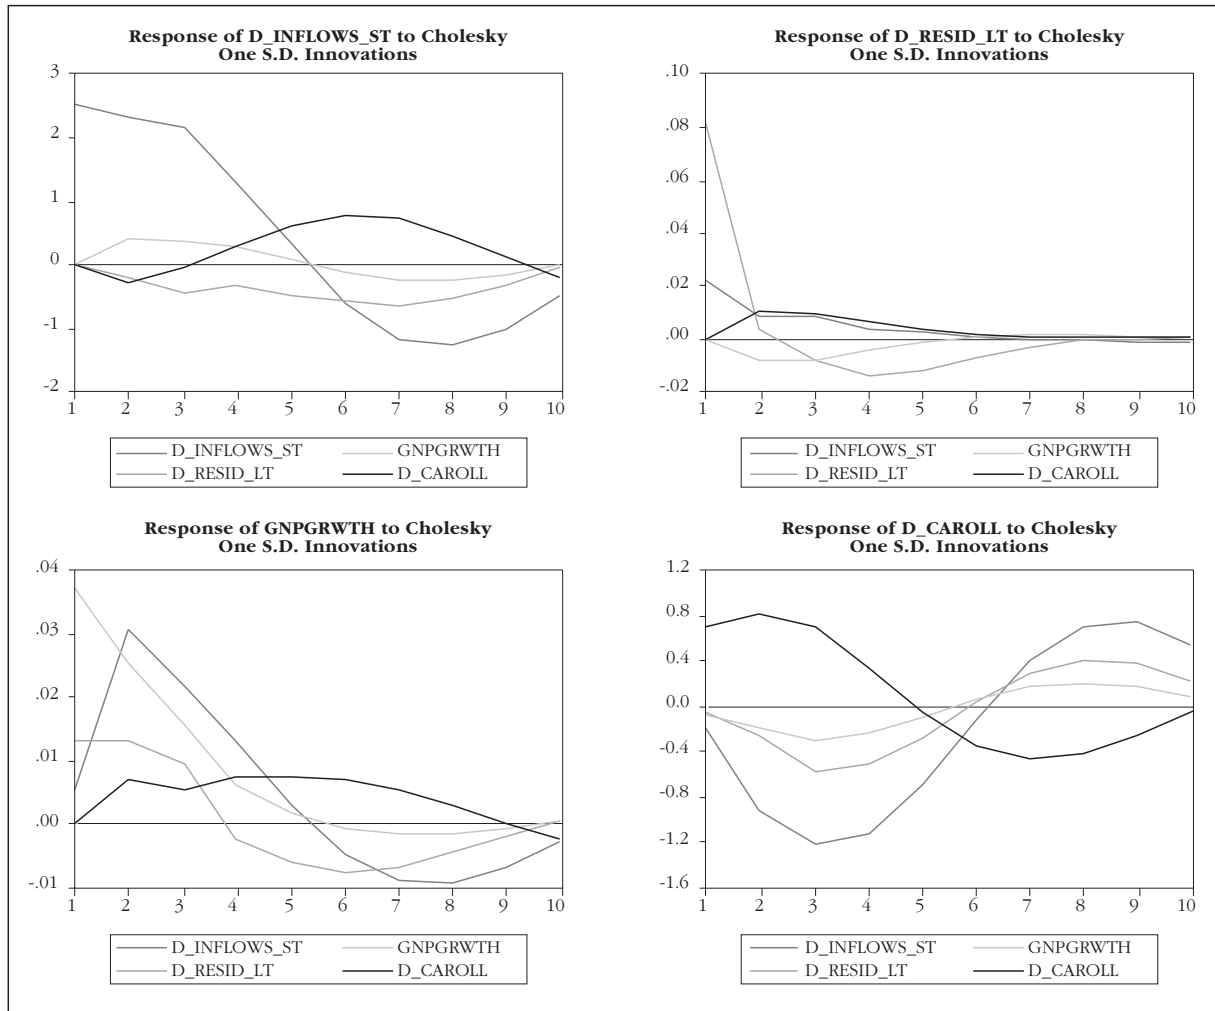 Response of D_INFLOWS_ST to Cholesky
One S.D. Innovations
3
2
1
0
-1
-2
1 2 3 4 5 6 7 8 9 10
D_INFLOWS_ST GNPGRWTH
D_RESID_LT D_CAROLL
Response of D_RESID_LT to Cholesky
One S.D. Innovations
.10
.08
.06
.04
.02
.00
-.02
1 2 3 4 5 6 7 8 9 10
D_INFLOWS_ST GNPGRWTH
D_RESID_LT D_CAROLL
Response of GNPGRWTH to Cholesky
One S.D. Innovations
.04
.03
.02
.01
.00
-.01
1 2 3 4 5 6 7 8 9 10
D_INFLOWS_ST GNPGRWTH
D_RESID_LT D_CAROLL
Response of D_CAROLL to Cholesky
One S.D. Innovations
1.2
0.8
0.4
0.0
-0.4
-0.8
-1.2
-1.6
1 2 3 4 5 6 7 8 9 10
D_INFLOWS_ST GNPGRWTH
D_RESID_LT D_CAROLL